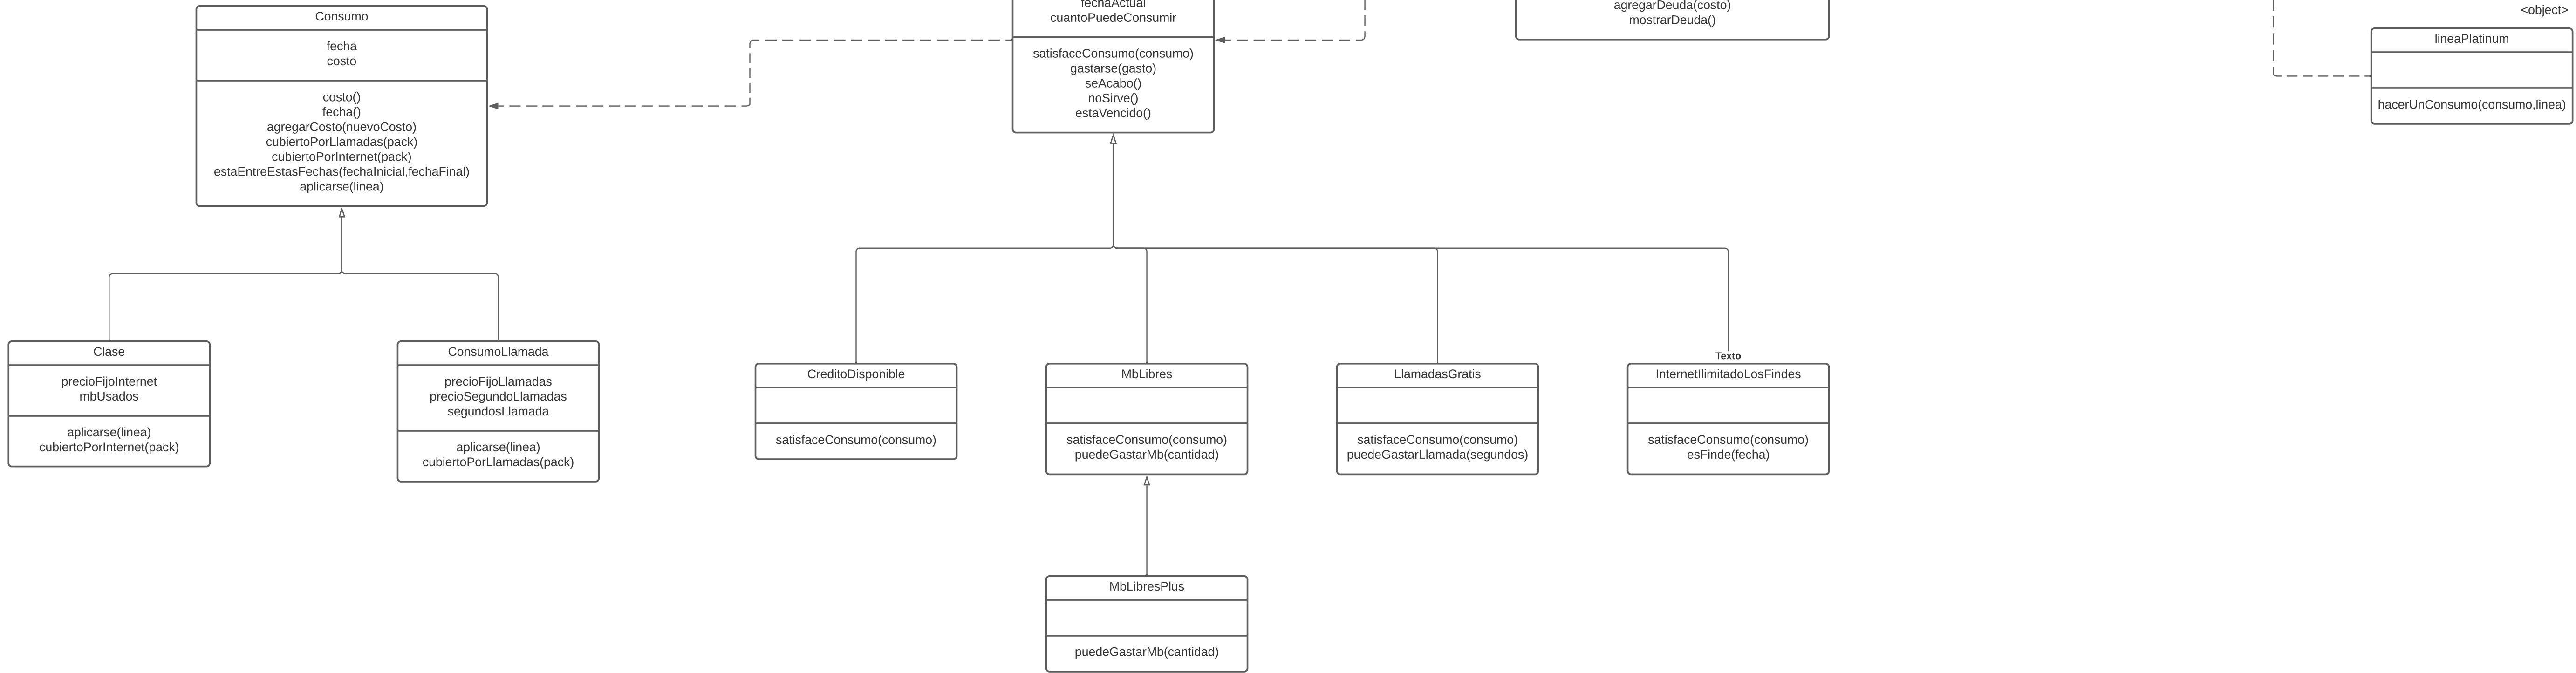 Consumo
fecha
costo
costo()
fecha()
agregarCosto(nuevoCosto)
cubiertoPorLlamadas(pack)
cubiertoPorInternet(pack)
estaEntreEstasFechas(fechaInicial,fechaFinal)
aplicarse(linea)
fechaActual
cuantoPuedeConsumir
satisfaceConsumo(consumo)
gastarse(gasto)
seAcabo()
noSirve()
estaVencido()
agregarDeuda(costo)
mostrarDeuda()
<object>
lineaPlatinum
hacerUnConsumo(consumo,linea)
Clase
precioFijoInternet
mbUsados
aplicarse(linea)
cubiertoPorInternet(pack)
ConsumoLlamada
precioFijoLlamadas
precioSegundoLlamadas
segundosLlamada
aplicarse(linea)
cubiertoPorLlamadas(pack)
CreditoDisponible
satisfaceConsumo(consumo)
MbLibres
satisfaceConsumo(consumo)
puedeGastarMb(cantidad)
LlamadasGratis
satisfaceConsumo(consumo)
puedeGastarLlamada(segundos)
Texto
InternetIlimitadoLosFindes
satisfaceConsumo(consumo)
esFinde(fecha)
MbLibresPlus
puedeGastarMb(cantidad)